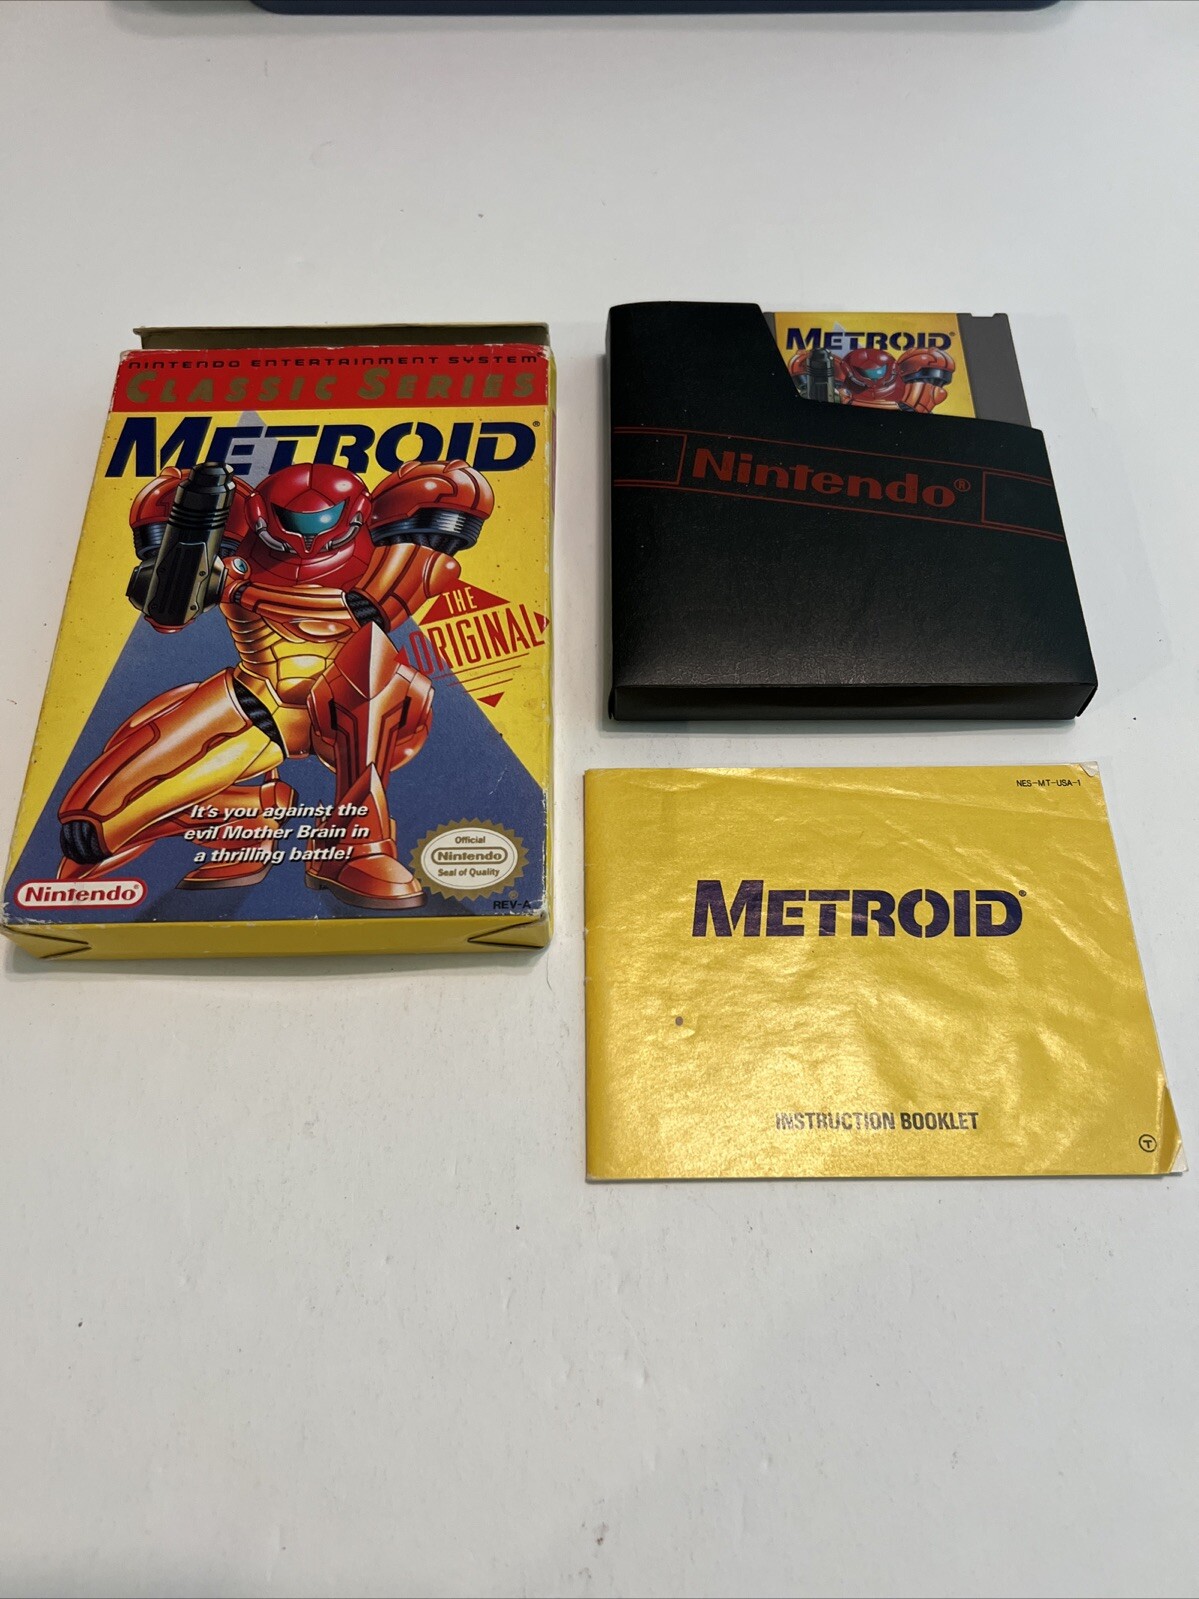 NINTENDO ENTERTAINMENT SYSTEM
CLASSIC SERIES
METROID®
THE
ORIGINAL
It's you against the
evil Mother Brain in
a thrilling battle!
Nintendo®
Official
Nintendo
Seal of Quality
REV-A
METROID®
Nintendo®
NES-MT-USA-1
METROID®
INSTRUCTION BOOKLET
T